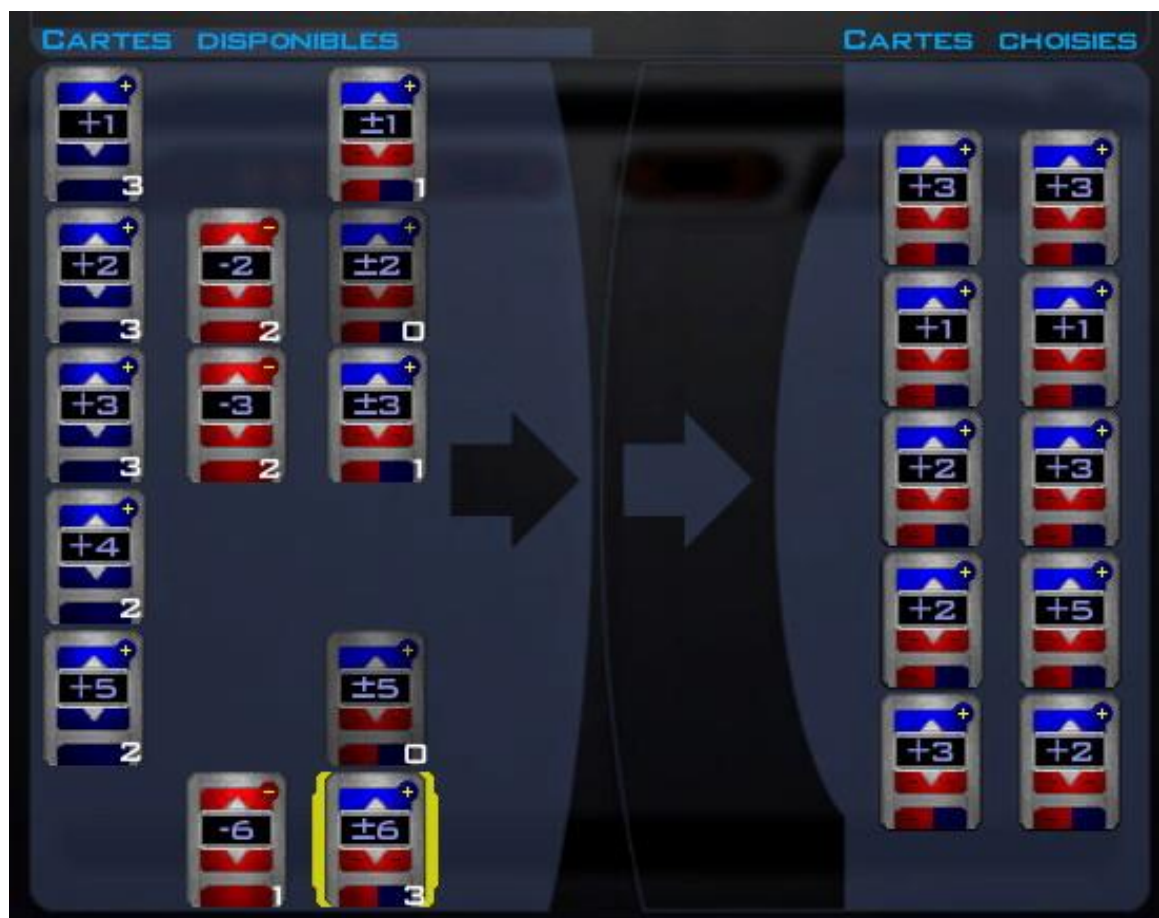 CARTES DISPONIBLES CARTES CHOISIES
+1 3 ±1 1
+3 +3
+2 3 -2 2 ±2 0
+1 +1
+3 3 -3 2 ±3 1
+2 +3
+4 2
+2 +5
+5 2 ±5 0
+3 +2
-6 1 ±6 3